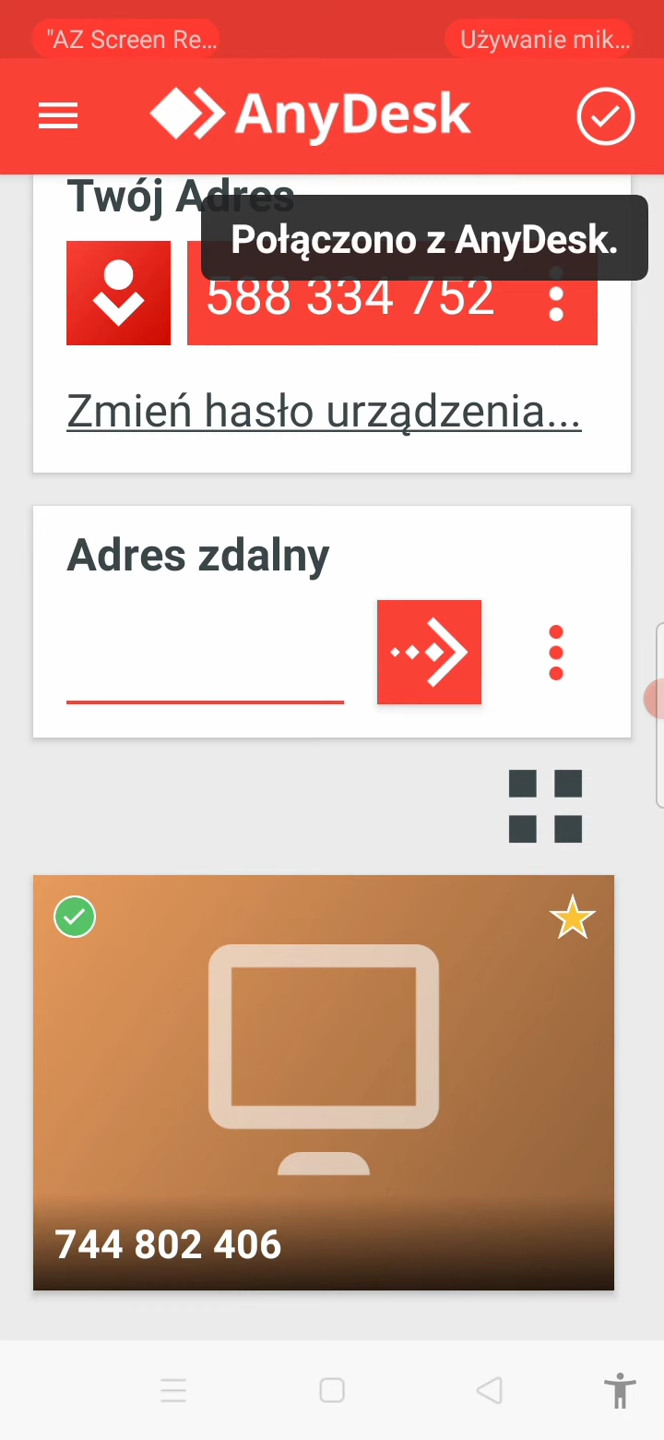 "AZ Screen Re...
Używanie mik...
AnyDesk
Twój Adres
Połączono z AnyDesk.
588 334 752
Zmień hasło urządzenia...
Adres zdalny
744 802 406